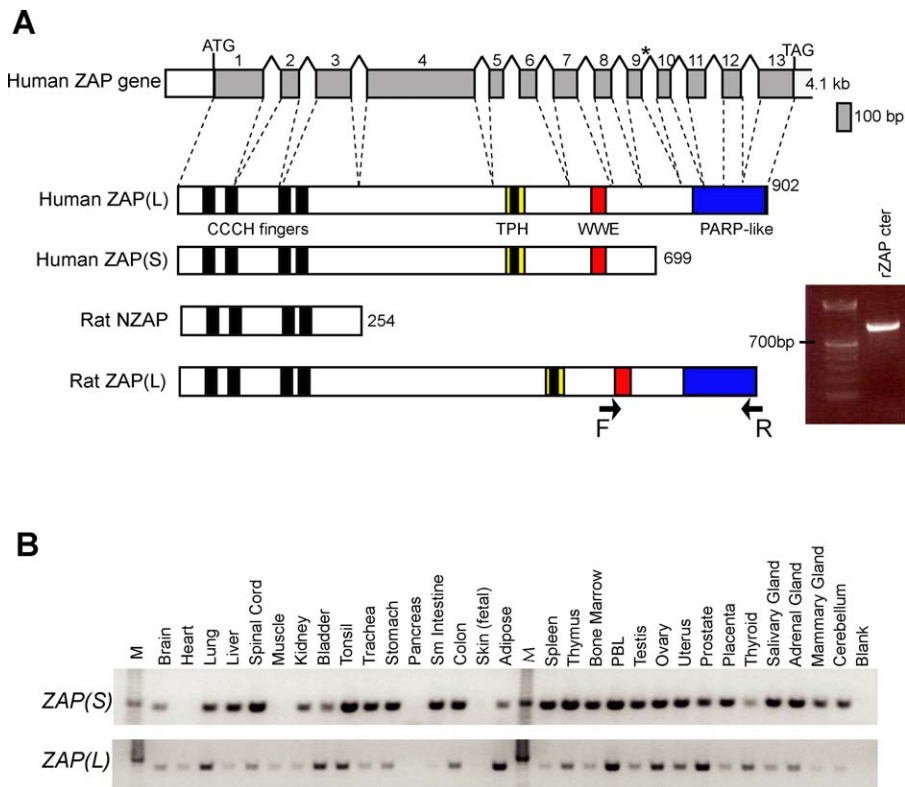 A
ATG 1 2 3 4 5 6 7 8 9 * 10 11 12 13 TAG
Human ZAP gene
4.1 kb
100 bp
Human ZAP(L)
902
CCCH fingers TPH WWE PARP-like
Human ZAP(S)
699
Rat NZAP
254
Rat ZAP(L)
F R
rZAP cter
700bp
B
M Brain Heart Lung Liver Spinal Cord Muscle Kidney Bladder Tonsil Trachea Stomach Pancreas Sm Intestine Colon Skin (fetal) Adipose M Spleen Thymus Bone Marrow PBL Testis Ovary Uterus Prostate Placenta Thyroid Salivary Gland Adrenal Gland Mammary Gland Cerebellum Blank
ZAP(S)
ZAP(L)